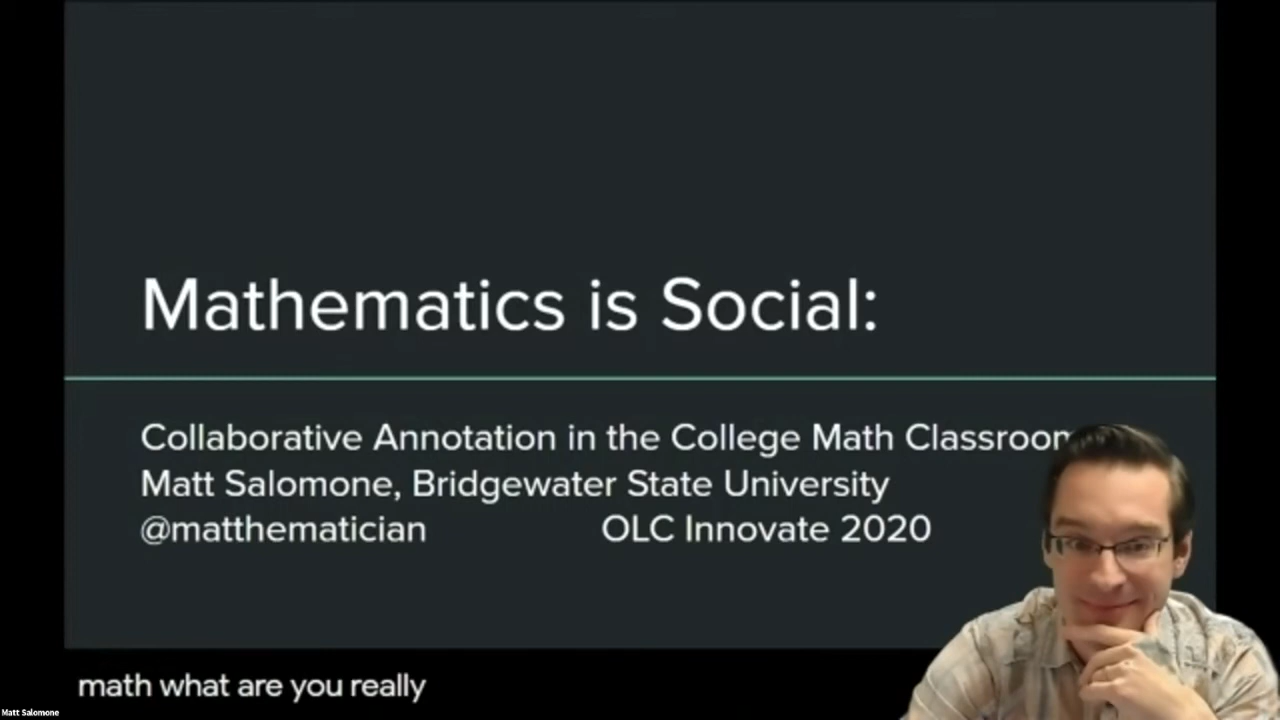 Mathematics is Social:
Collaborative Annotation in the College Math Classroom
Matt Salomone, Bridgewater State University
@matthematician OLC Innovate 2020
math what are you really
Matt Salomone